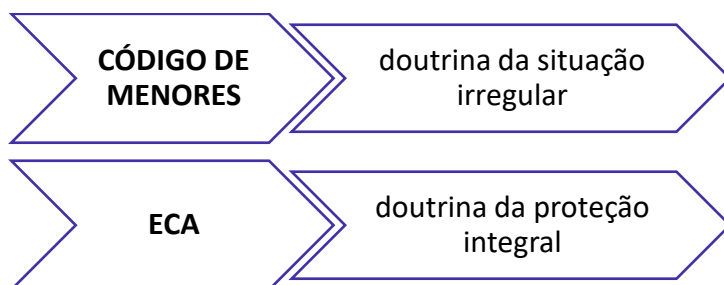 CÓDIGO DE
MENORES
doutrina da situação
irregular
ECA
doutrina da proteção
integral